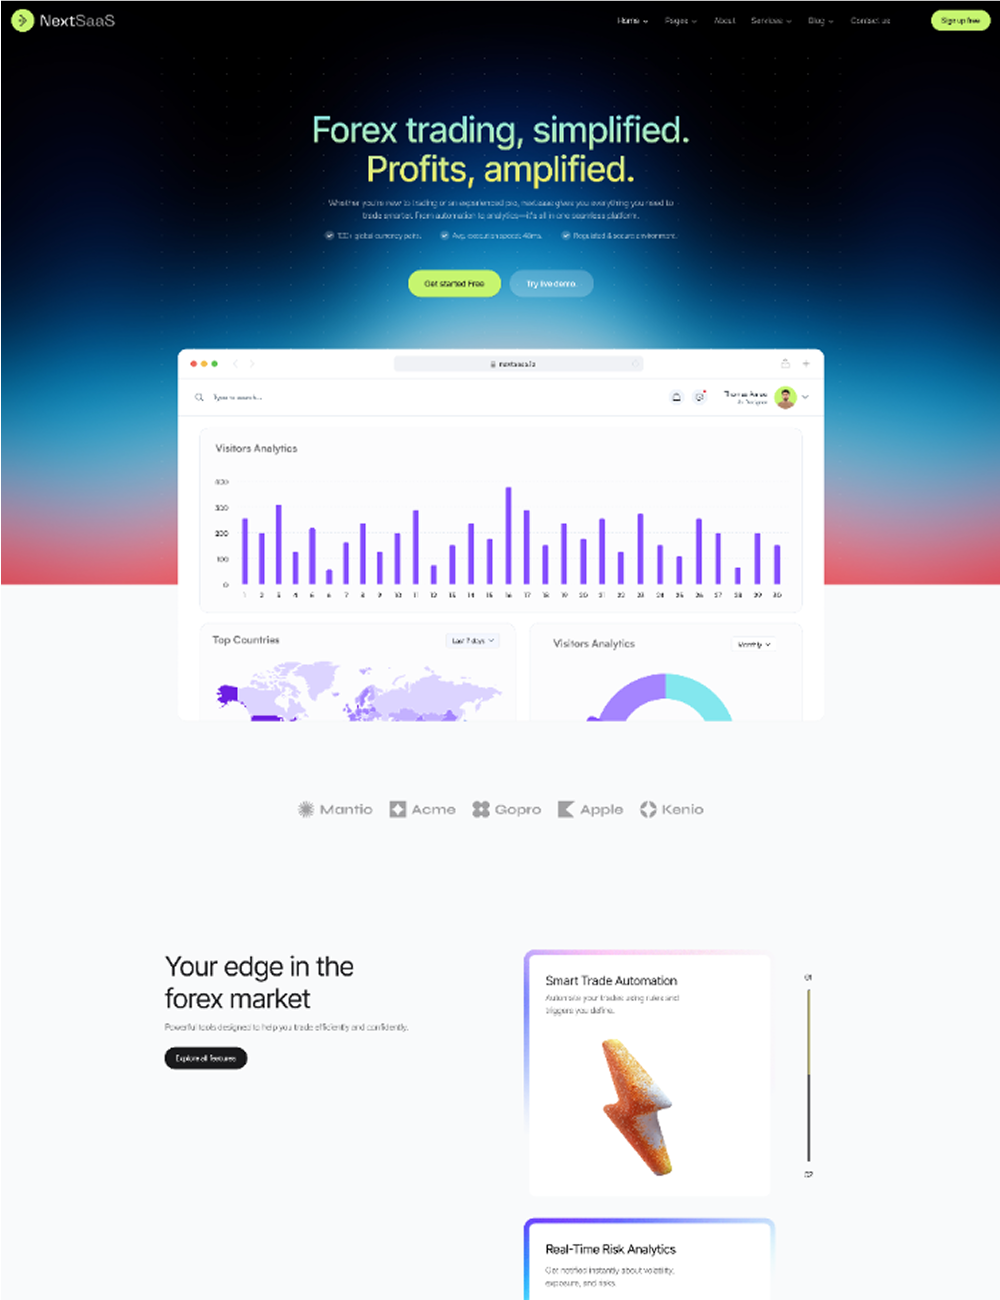 NextSaaS
Home Pages About Services Blog Contact us
Sign up free
Forex trading, simplified.
Profits, amplified.
Whether you're new to trading or an experienced pro, nextsaas gives you everything you need to
trade smarter. From automation to analytics—it's all in one seamless platform.
100+ global currency pairs. Avg. execution speed: 46ms. Regulated & secure environment.
Get started Free Try live demo.
nextsaas.io
Type to search...
Visitors Analytics
400
300
200
100
0
1 2 3 4 5 6 7 8 9 10 11 12 13 14 15 16 17 18 19 20 21 22 23 24 25 26 27 28 29 30
Top Countries Last 7 days
Visitors Analytics Monthly
Mantio Acme Gopro Apple Kenio
Your edge in the
forex market
Powerful tools designed to help you trade efficiently and confidently.
Explore all features
Smart Trade Automation
Automate your trades using rules and
triggers you define.
01
02
Real-Time Risk Analytics
Get notified instantly about volatility,
exposure, and risks.